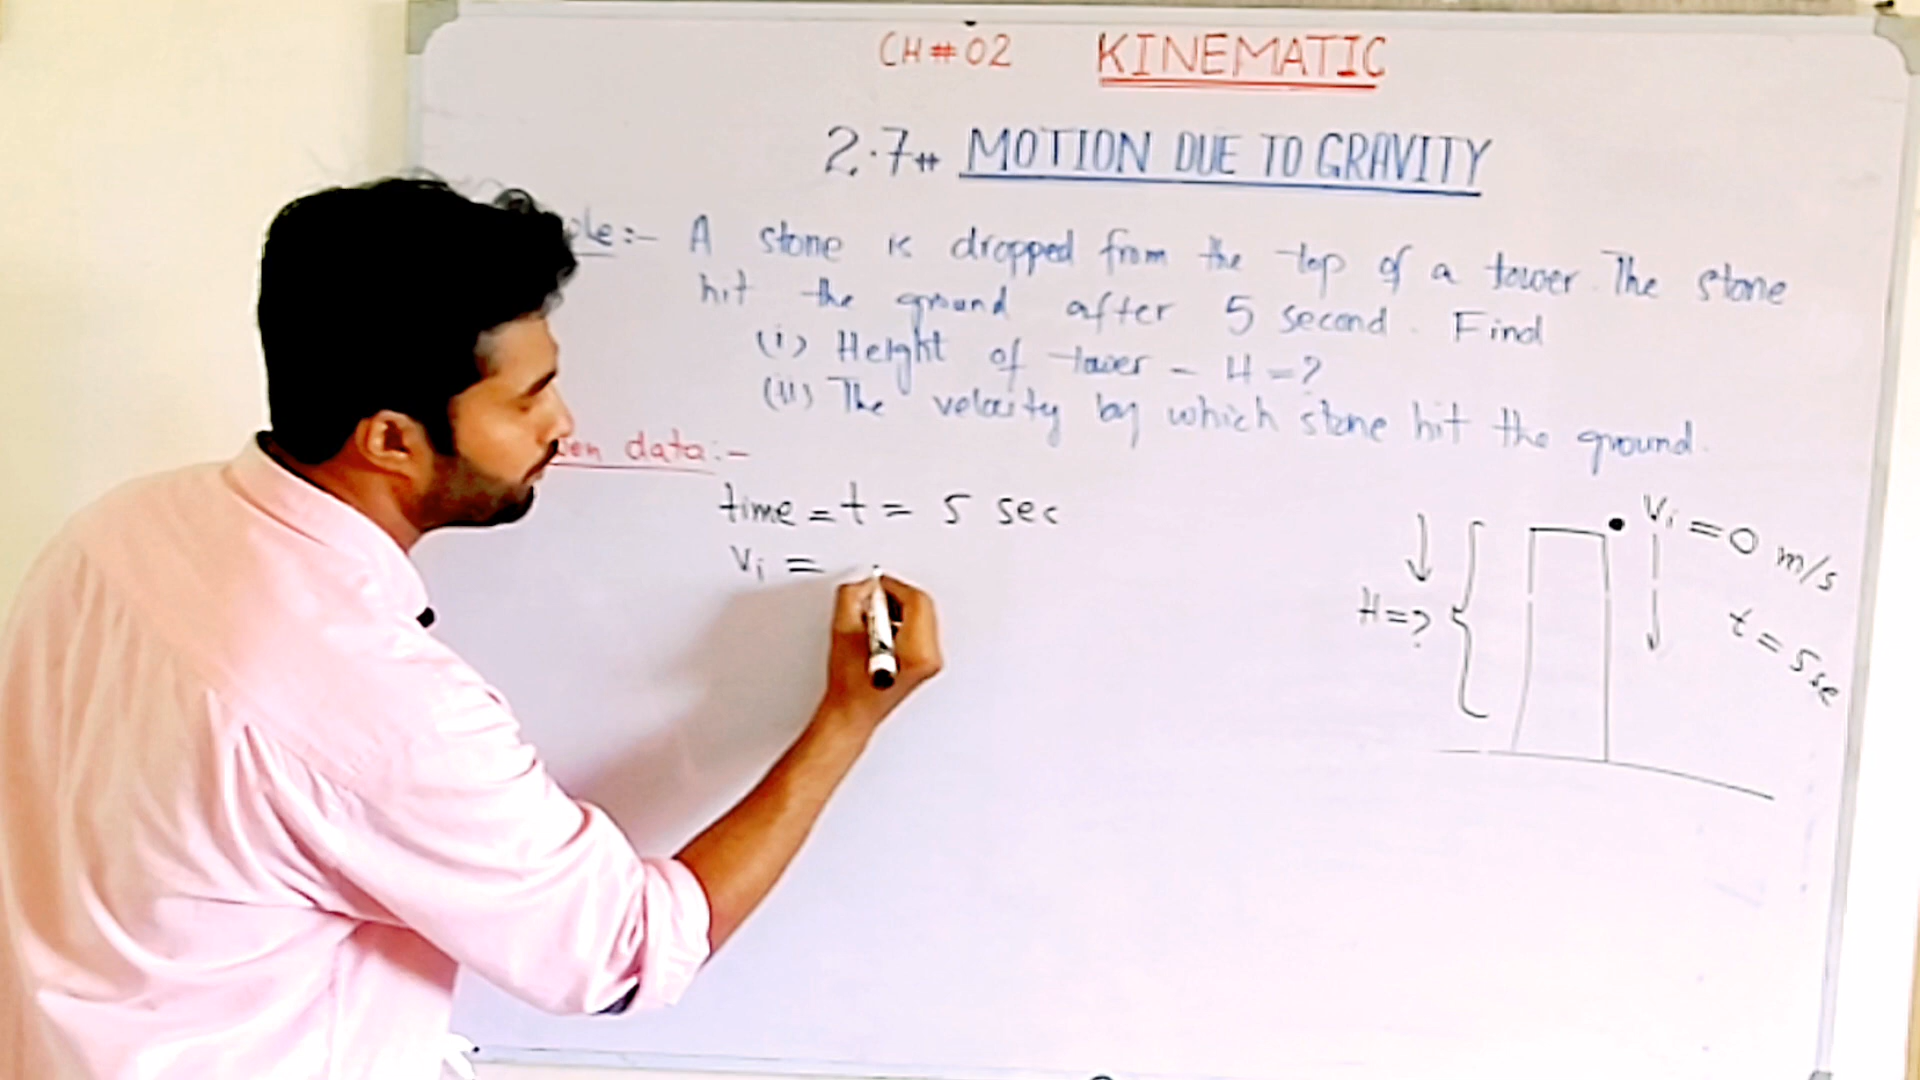 CH # 02 KINEMATIC
2.7# MOTION DUE TO GRAVITY
A stone is dropped from the top of a tower. The stone
hit the ground after 5 second. Find
(i) Height of tower - H = ?
(ii) The velocity by which stone hit the ground.
data:-
time = t = 5 sec
Vi =
Vi = 0 m/s
H = ?
t = 5 se